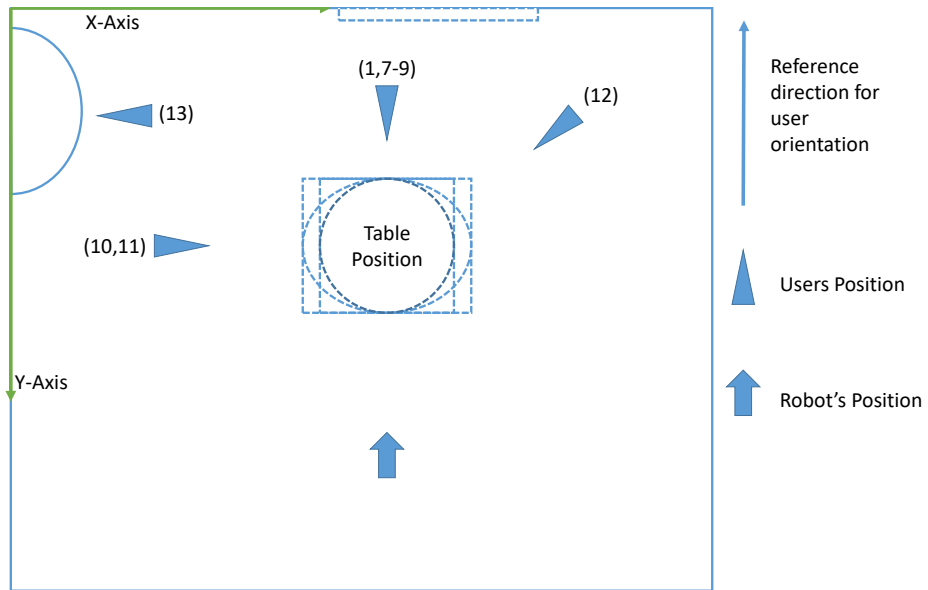 X-Axis
(1,7-9)
(12)
(13)
Reference
direction for
user
orientation
(10,11)
Table
Position
Users Position
Y-Axis
Robot’s Position